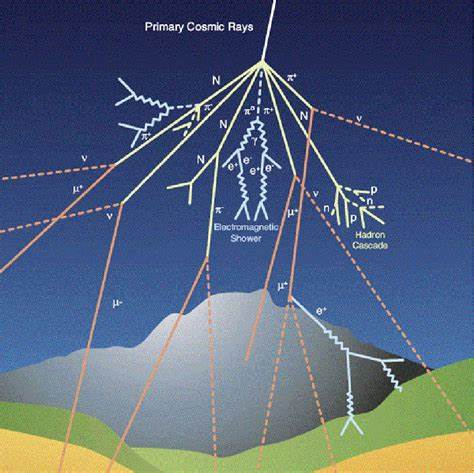 Primary Cosmic Rays
N
π⁺
π⁻
π⁰
π⁺
N
ν
N
π⁺
γ
N
ν
e⁺
e⁻
e⁺
e⁻
μ⁺
ν
p
n
n
p
ν
π⁻
μ⁺
Electromagnetic
Shower
Hadron
Cascade
μ⁺
μ⁻
e⁺